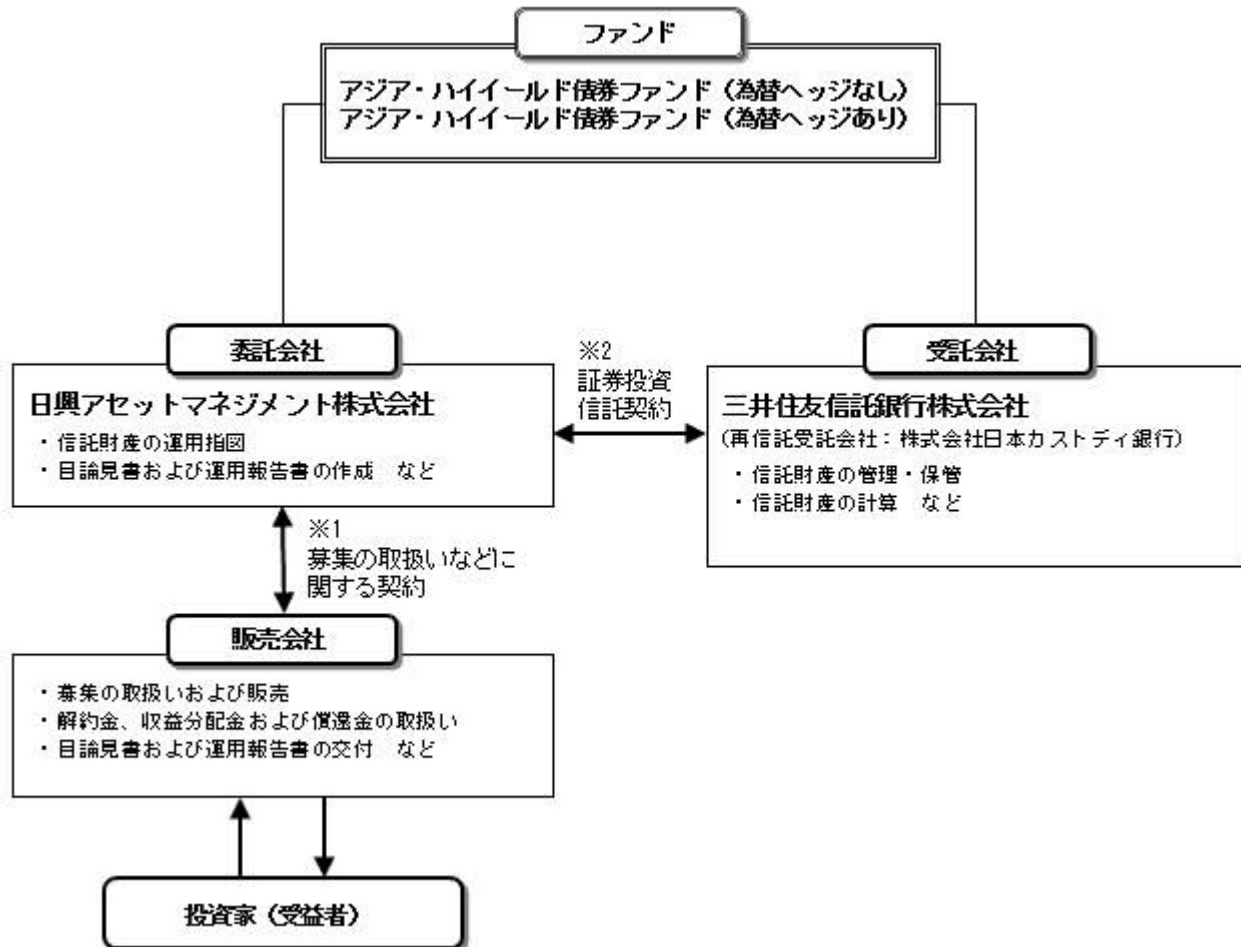 ファンド
アジア・ハイイールド債券ファンド（為替ヘッジなし）
アジア・ハイイールド債券ファンド（為替ヘッジあり）
委託会社
日興アセットマネジメント株式会社
・信託財産の運用指図
・目論見書および運用報告書の作成　など
※2
証券投資
信託契約
受託会社
三井住友信託銀行株式会社
(再信託受託会社：株式会社日本カストディ銀行)
・信託財産の管理・保管
・信託財産の計算　など
※1
募集の取扱いなどに
関する契約
販売会社
・募集の取扱いおよび販売
・解約金、収益分配金および償還金の取扱い
・目論見書および運用報告書の交付　など
投資家（受益者）